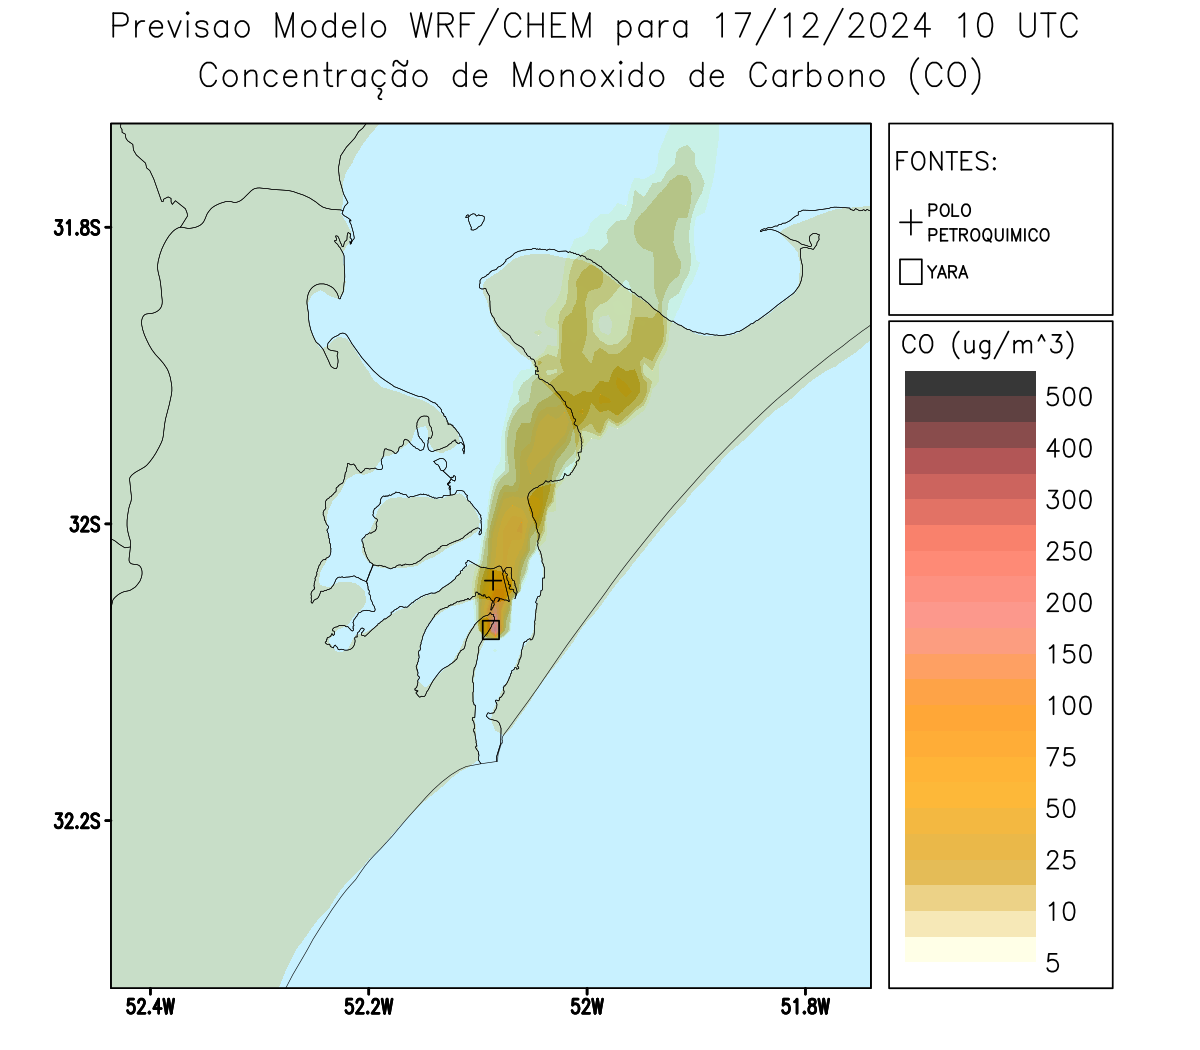 Previsao Modelo WRF/CHEM para 17/12/2024 10 UTC
Concentração de Monoxido de Carbono (CO)
FONTES:
POLO
PETROQUIMICO
YARA
CO (ug/m^3)
500
400
300
250
200
150
100
75
50
25
10
5
31.8S
32S
32.2S
52.4W
52.2W
52W
51.8W